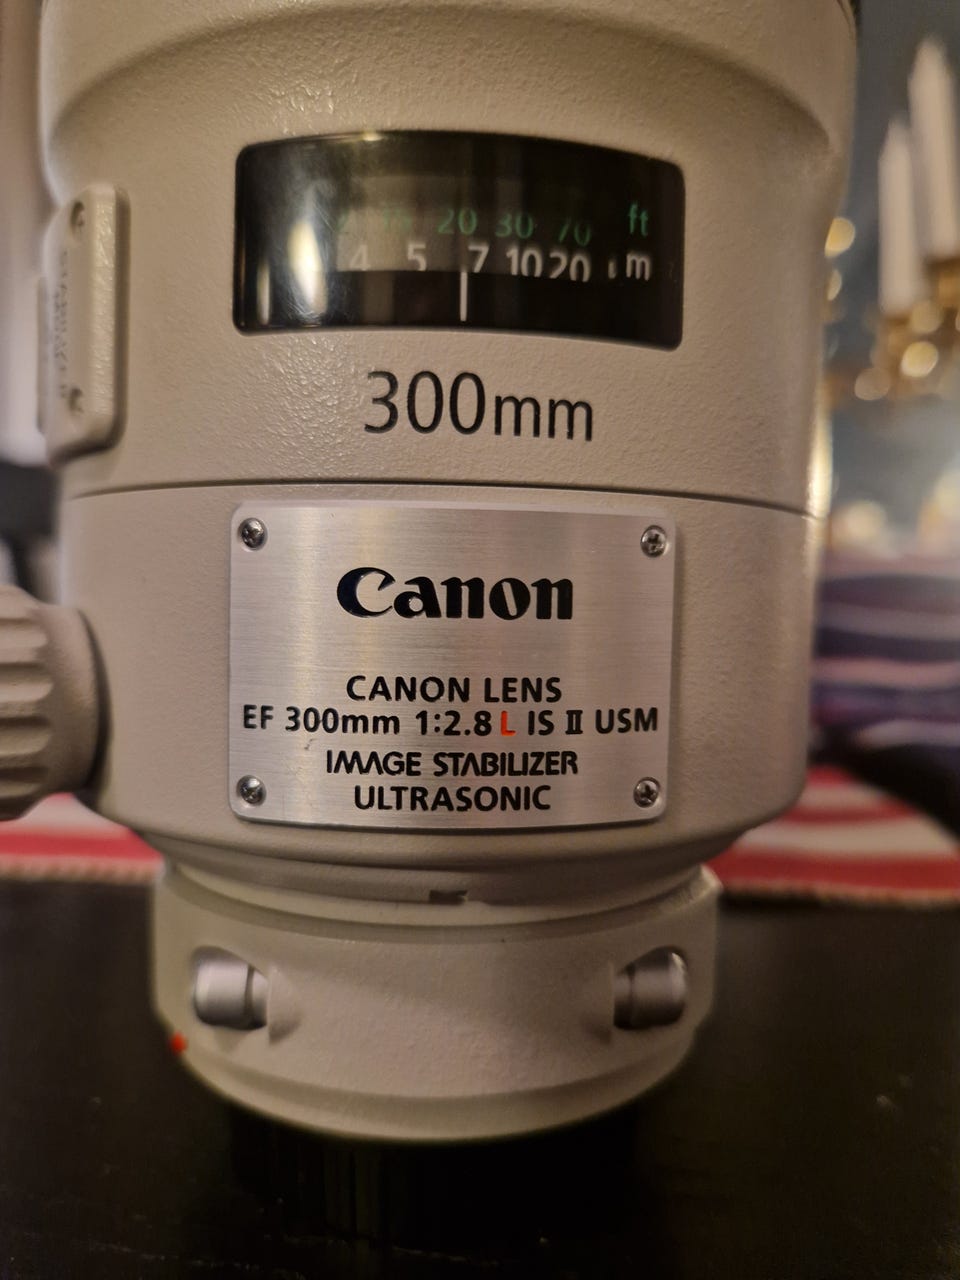 20 30 70 ft
4 5 7 10 20 m
300mm
Canon
CANON LENS
EF 300mm 1:2.8 L IS II USM
IMAGE STABILIZER
ULTRASONIC